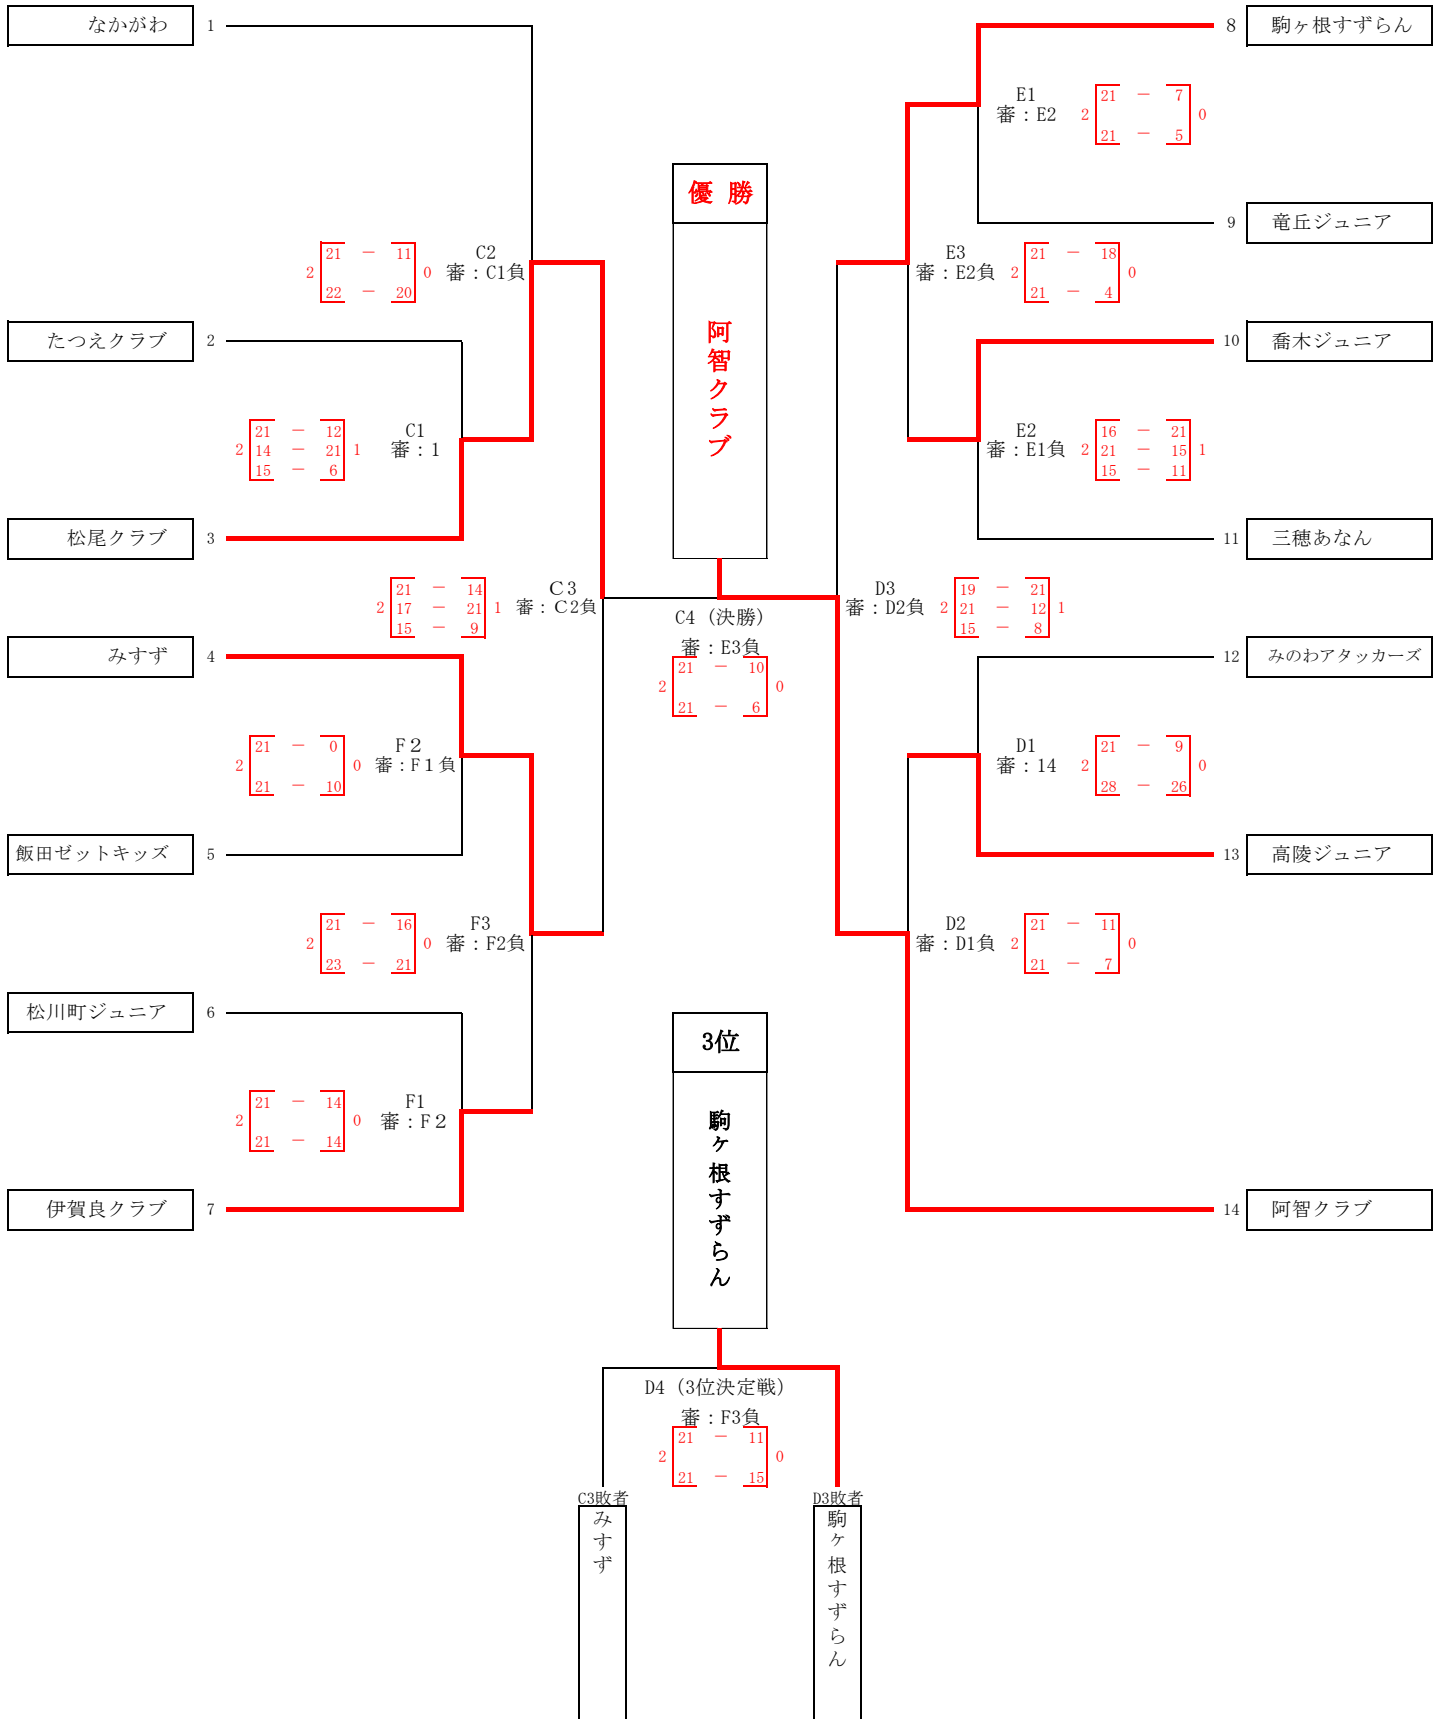 なかがわ 1
8 駒ヶ根すずらん
E1
審：E2
2 21 － 7 0
21 － 5
優 勝
阿智クラブ
9 竜丘ジュニア
2 21 － 11 0
22 － 20
C2
審：C1負
E3
審：E2負
2 21 － 18 0
21 － 4
たつえクラブ 2
10 喬木ジュニア
2 21 － 12 1
14 － 21
15 － 6
C1
審：1
E2
審：E1負
2 16 － 21 1
21 － 15
15 － 11
松尾クラブ 3
11 三穂あなん
2 21 － 14 1
17 － 21
15 － 9
Ｃ3
審：Ｃ2負
C4（決勝）
審：E3負
2 21 － 10 0
21 － 6
D3
審：D2負
2 19 － 21 1
21 － 12
15 － 8
みすず 4
12 みのわアタッカーズ
2 21 － 0 0
21 － 10
F２
審：F１負
D1
審：14
2 21 － 9 0
28 － 26
飯田ゼットキッズ 5
13 高陵ジュニア
2 21 － 16 0
23 － 21
F3
審：F2負
D2
審：D1負
2 21 － 11 0
21 － 7
松川町ジュニア 6
3位
駒ヶ根すずらん
2 21 － 14 0
21 － 14
F1
審：F２
伊賀良クラブ 7
14 阿智クラブ
D4（3位決定戦）
審：F3負
2 21 － 11 0
21 － 15
C3敗者
みすず
D3敗者
駒ヶ根すずらん